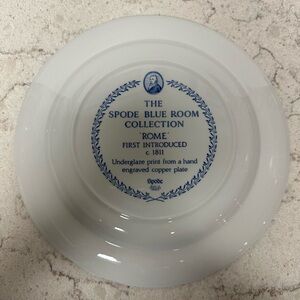 THE
SPODE BLUE ROOM
COLLECTION
'ROME'
FIRST INTRODUCED
c. 1811
Underglaze print from a hand
engraved copper plate
Spode